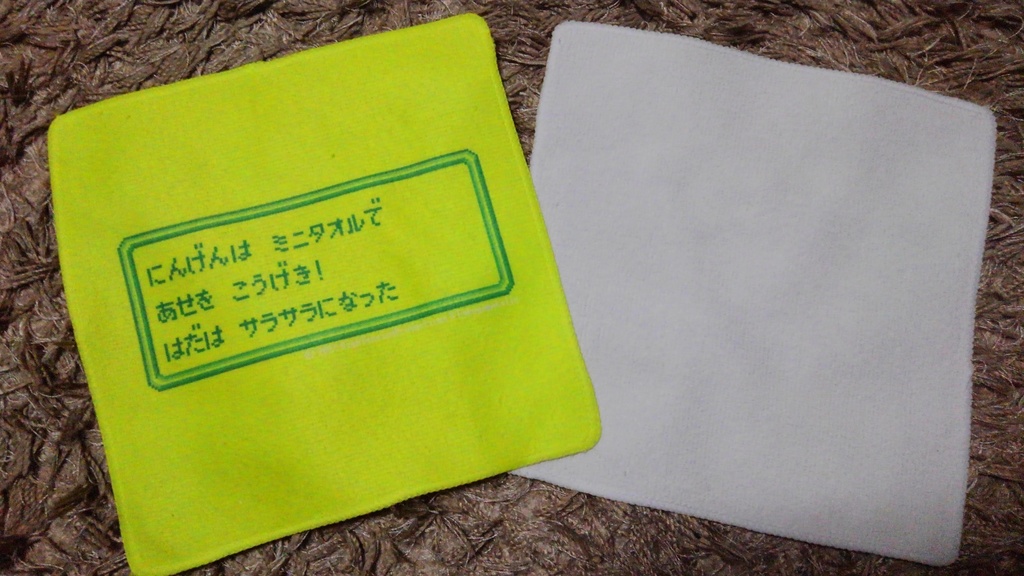 にんげんは ミニタオルで
あせを こうげき!
はだは サラサラになった